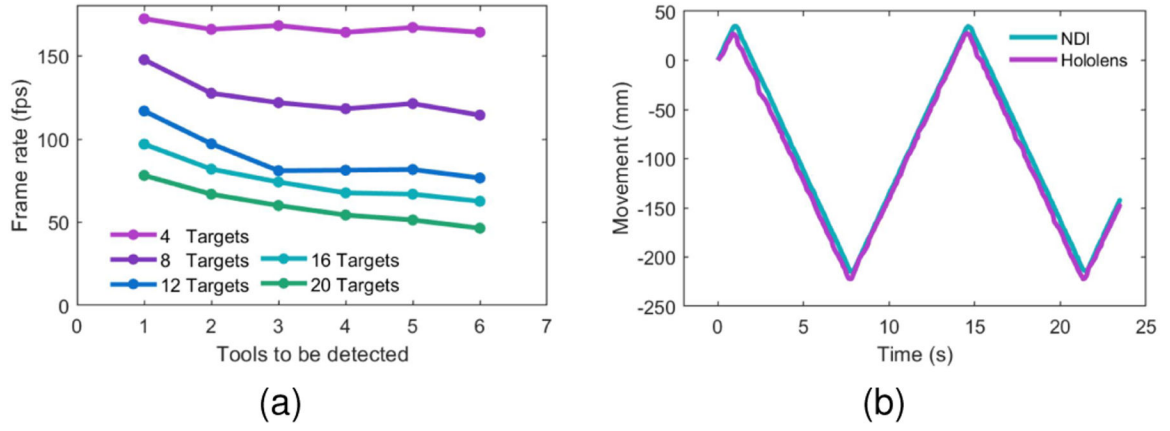 150
100
50
0
Frame rate (fps)
4 Targets
8 Targets
12 Targets
16 Targets
20 Targets
0 1 2 3 4 5 6 7
Tools to be detected
(a)
50
0
-50
-100
-150
-200
-250
Movement (mm)
NDI
Hololens
0 5 10 15 20 25
Time (s)
(b)